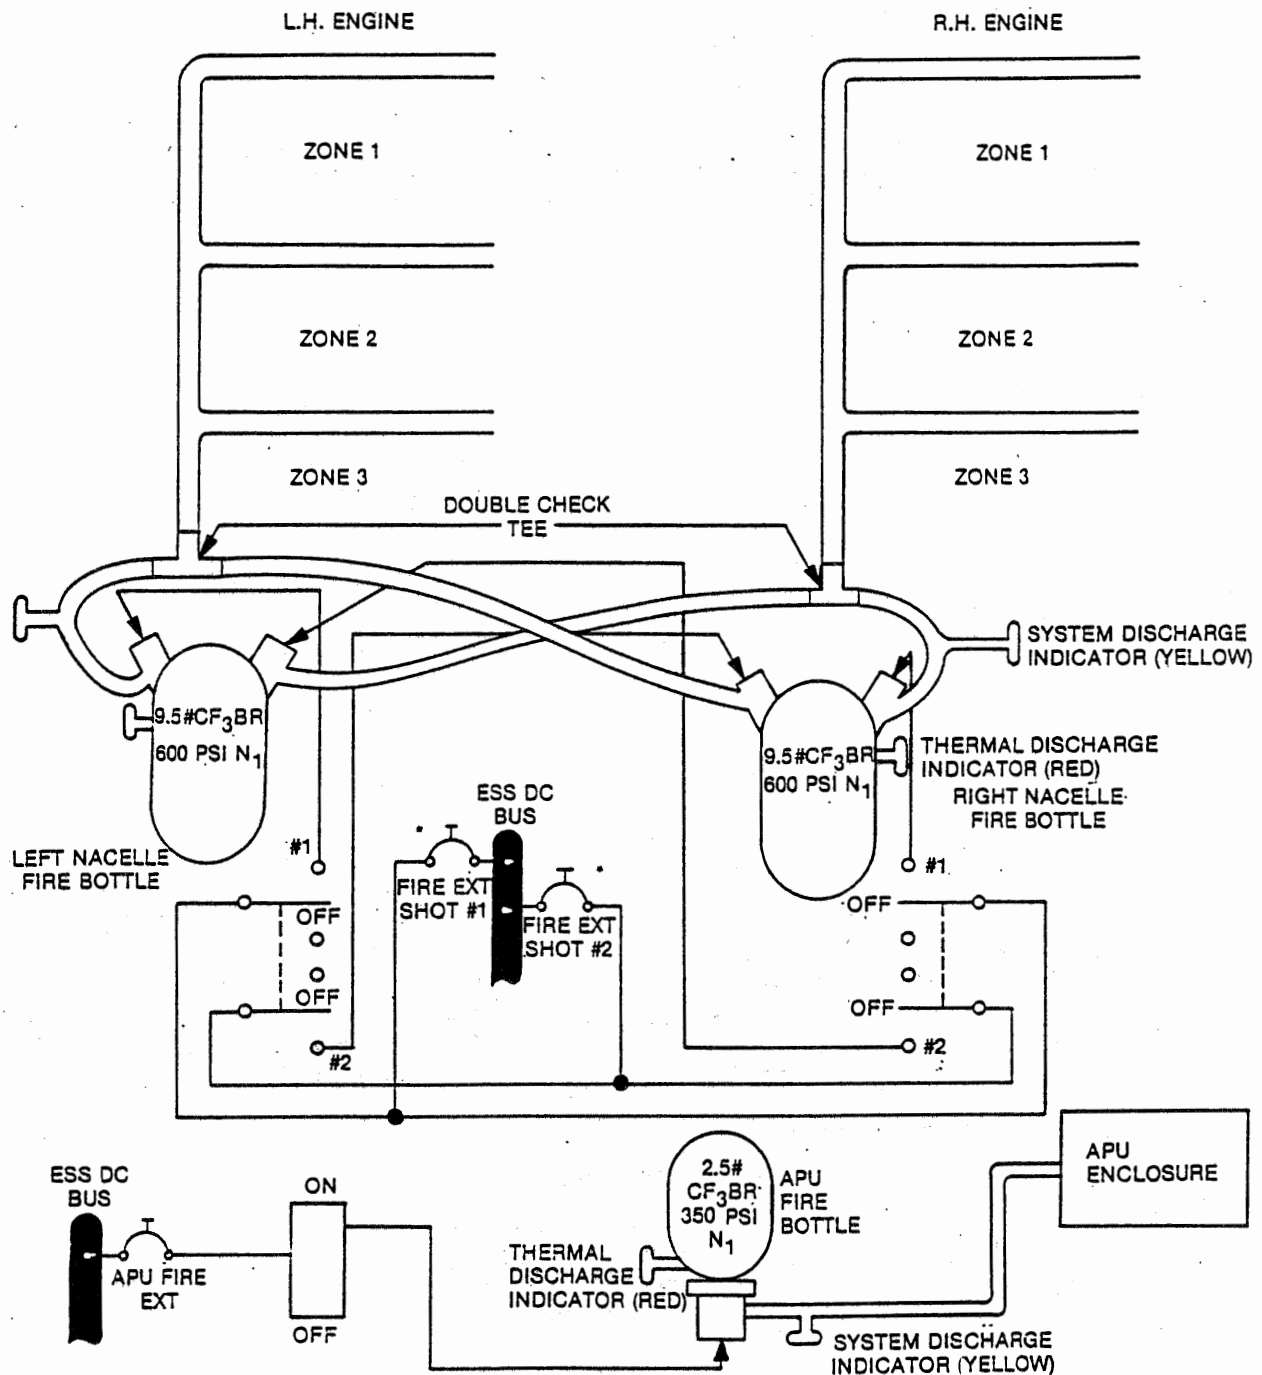 L.H. ENGINE
R.H. ENGINE
ZONE 1
ZONE 1
ZONE 2
ZONE 2
ZONE 3
ZONE 3
DOUBLE CHECK
TEE
SYSTEM DISCHARGE
INDICATOR (YELLOW)
9.5#CF3BR
600 PSI N1
9.5#CF3BR
600 PSI N1
THERMAL DISCHARGE
INDICATOR (RED)
RIGHT NACELLE
FIRE BOTTLE
LEFT NACELLE
FIRE BOTTLE
ESS DC
BUS
#1
#1
FIRE EXT
SHOT #1
FIRE EXT
SHOT #2
OFF
OFF
#2
OFF
OFF
#2
ESS DC
BUS
APU FIRE
EXT
ON
OFF
2.5#
CF3BR
350 PSI
N1
APU
FIRE
BOTTLE
THERMAL
DISCHARGE
INDICATOR (RED)
SYSTEM DISCHARGE
INDICATOR (YELLOW)
APU
ENCLOSURE